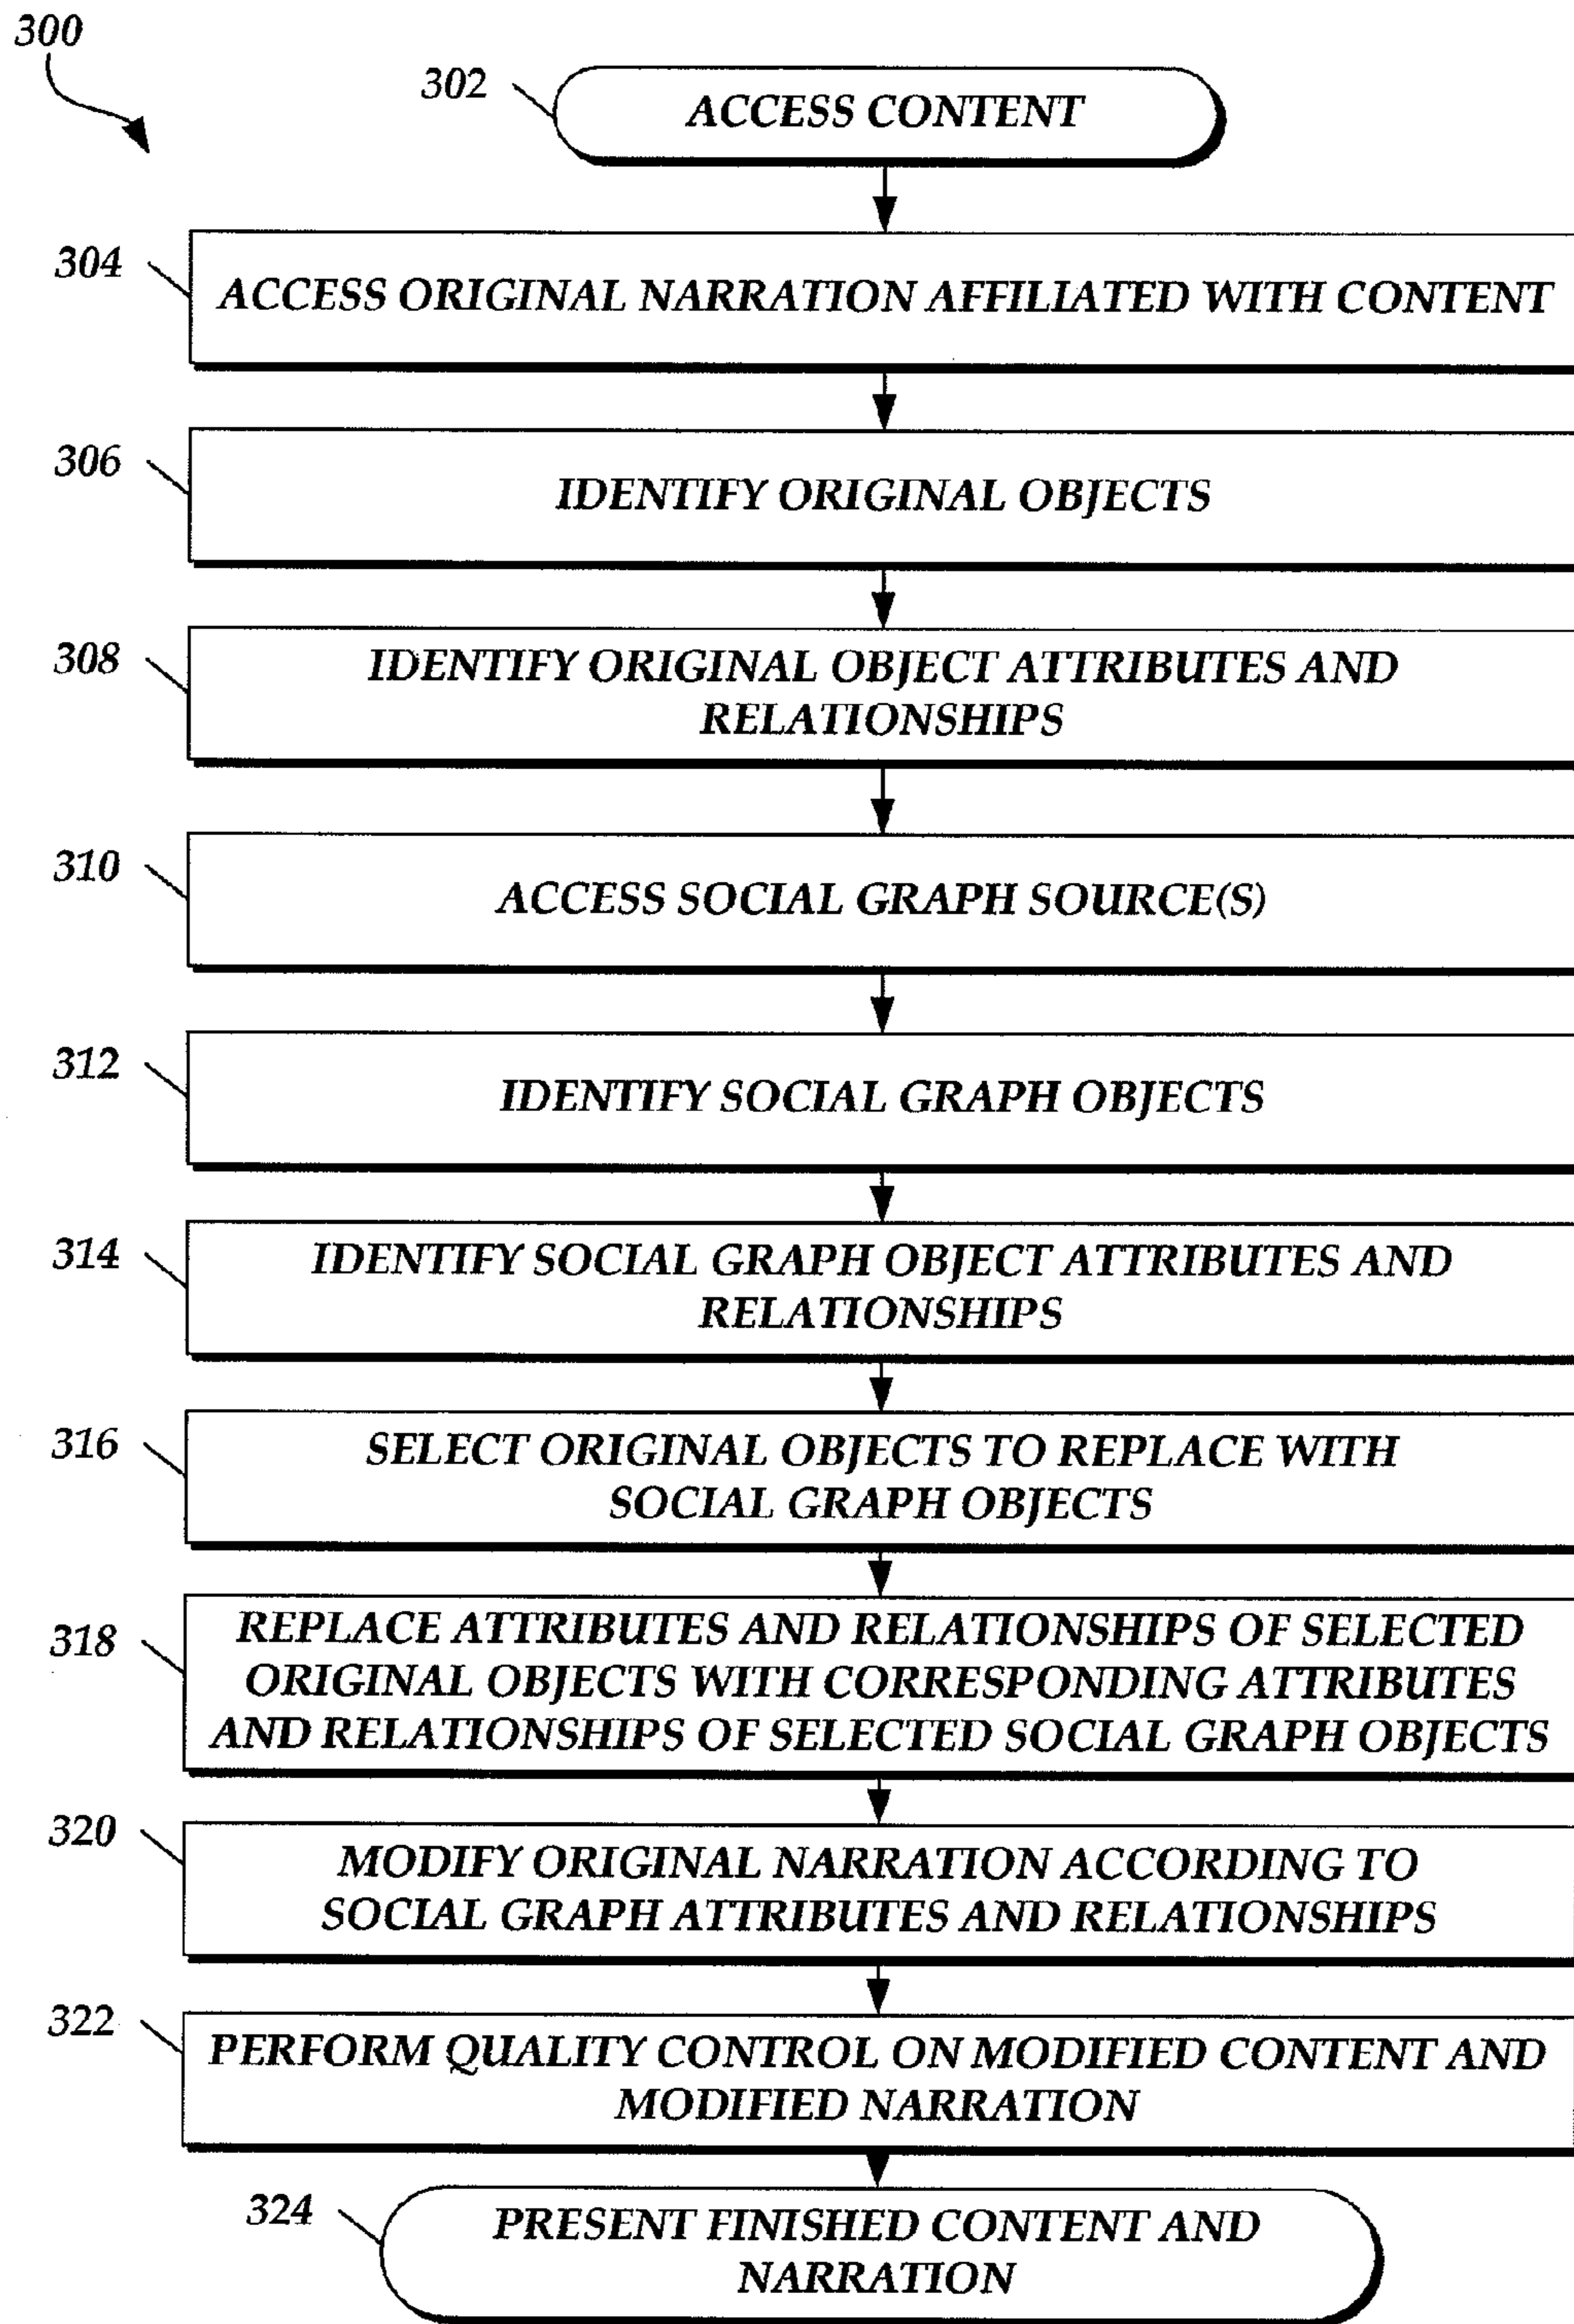 300
302
ACCESS CONTENT
304
ACCESS ORIGINAL NARRATION AFFILIATED WITH CONTENT
306
IDENTIFY ORIGINAL OBJECTS
308
IDENTIFY ORIGINAL OBJECT ATTRIBUTES AND
RELATIONSHIPS
310
ACCESS SOCIAL GRAPH SOURCE(S)
312
IDENTIFY SOCIAL GRAPH OBJECTS
314
IDENTIFY SOCIAL GRAPH OBJECT ATTRIBUTES AND
RELATIONSHIPS
316
SELECT ORIGINAL OBJECTS TO REPLACE WITH
SOCIAL GRAPH OBJECTS
318
REPLACE ATTRIBUTES AND RELATIONSHIPS OF SELECTED
ORIGINAL OBJECTS WITH CORRESPONDING ATTRIBUTES
AND RELATIONSHIPS OF SELECTED SOCIAL GRAPH OBJECTS
320
MODIFY ORIGINAL NARRATION ACCORDING TO
SOCIAL GRAPH ATTRIBUTES AND RELATIONSHIPS
322
PERFORM QUALITY CONTROL ON MODIFIED CONTENT AND
MODIFIED NARRATION
324
PRESENT FINISHED CONTENT AND
NARRATION